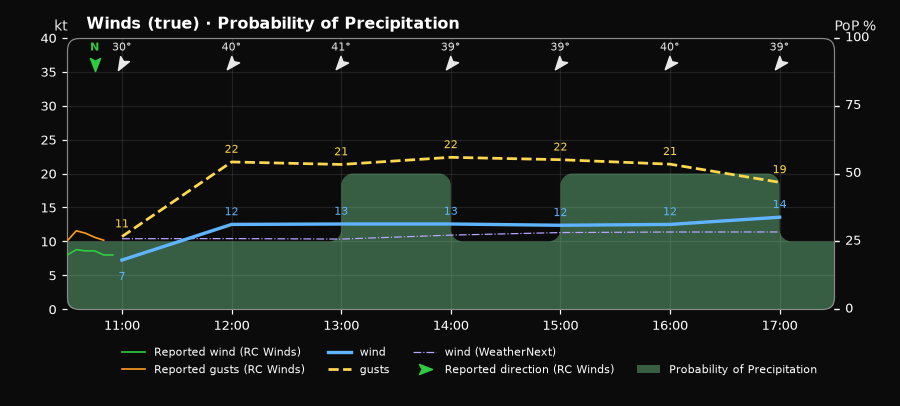 Winds (true) · Probability of Precipitation
kt
PoP %
N 30° 40° 41° 39° 39° 40° 39°
40
35
30
25
20
15
10
5
0
100
75
50
25
0
11 22 21 22 22 21 19
7 12 13 13 12 12 14
11:00 12:00 13:00 14:00 15:00 16:00 17:00
Reported wind (RC Winds) wind wind (WeatherNext)
Reported gusts (RC Winds) gusts Reported direction (RC Winds) Probability of Precipitation